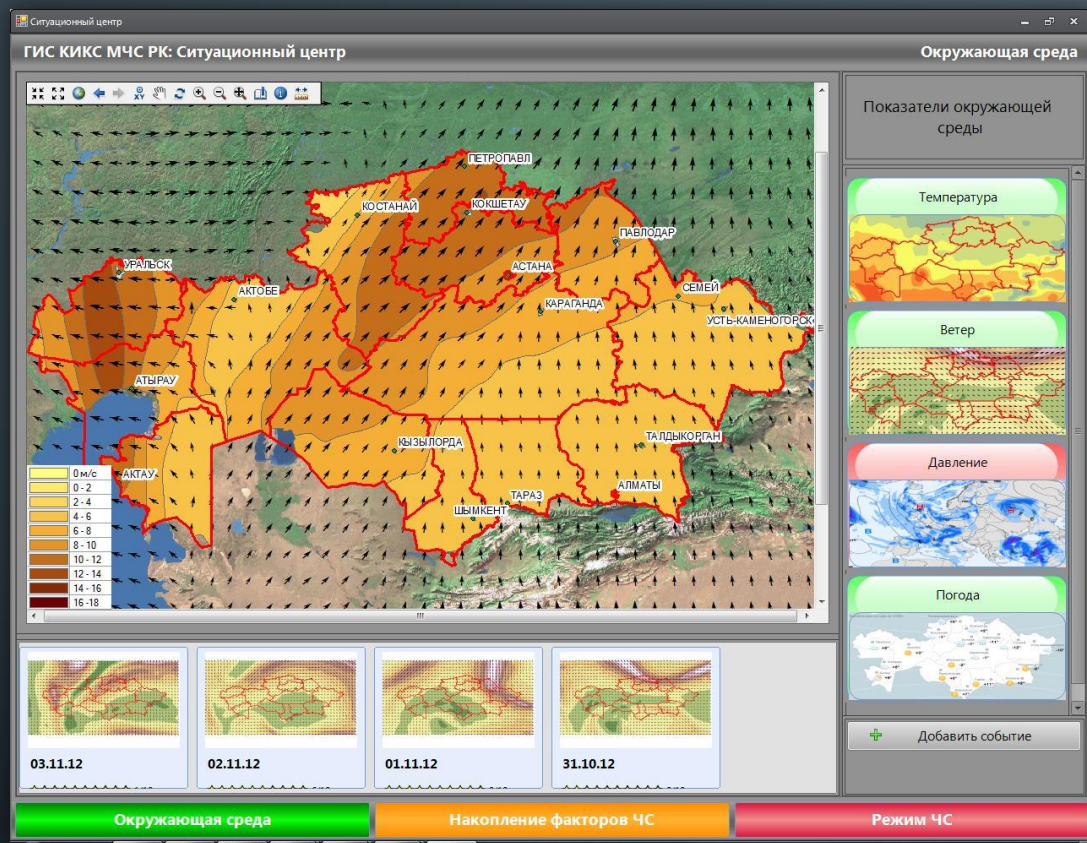 Ситуационный центр
ГИС КИКС МЧС РК: Ситуационный центр
Окружающая среда
XY
ПЕТРОПАВЛ
КОСТАНАЙ
КОКШЕТАУ
ПАВЛОДАР
УРАЛЬСК
АСТАНА
АКТОБЕ
СЕМЕЙ
КАРАГАНДА
УСТЬ-КАМЕНОГОРСК
АТЫРАУ
ТАЛДЫКОРГАН
КЫЗЫЛОРДА
АКТАУ
АЛМАТЫ
ТАРАЗ
ШЫМКЕНТ
0 м/с
0 - 2
2 - 4
4 - 6
6 - 8
8 - 10
10 - 12
12 - 14
14 - 16
16 -18
Показатели окружающей
среды
Температура
Ветер
Давление
Погода
Добавить событие
03.11.12
02.11.12
01.11.12
31.10.12
Окружающая среда
Накопление факторов ЧС
Режим ЧС